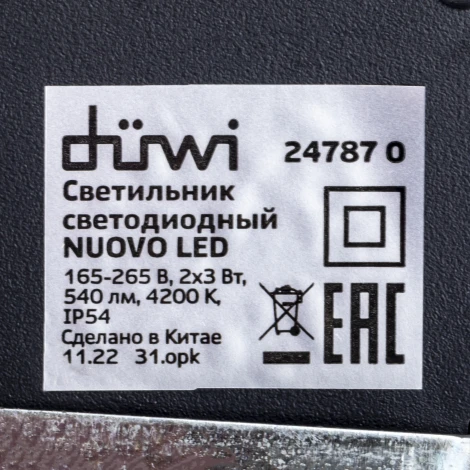 düwi 24787 0
Светильник
светодиодный
NUOVO LED
165-265 В, 2х3 Вт,
540 лм, 4200 К,
IP54
Сделано в Китае
11.22 31.opk
EAC